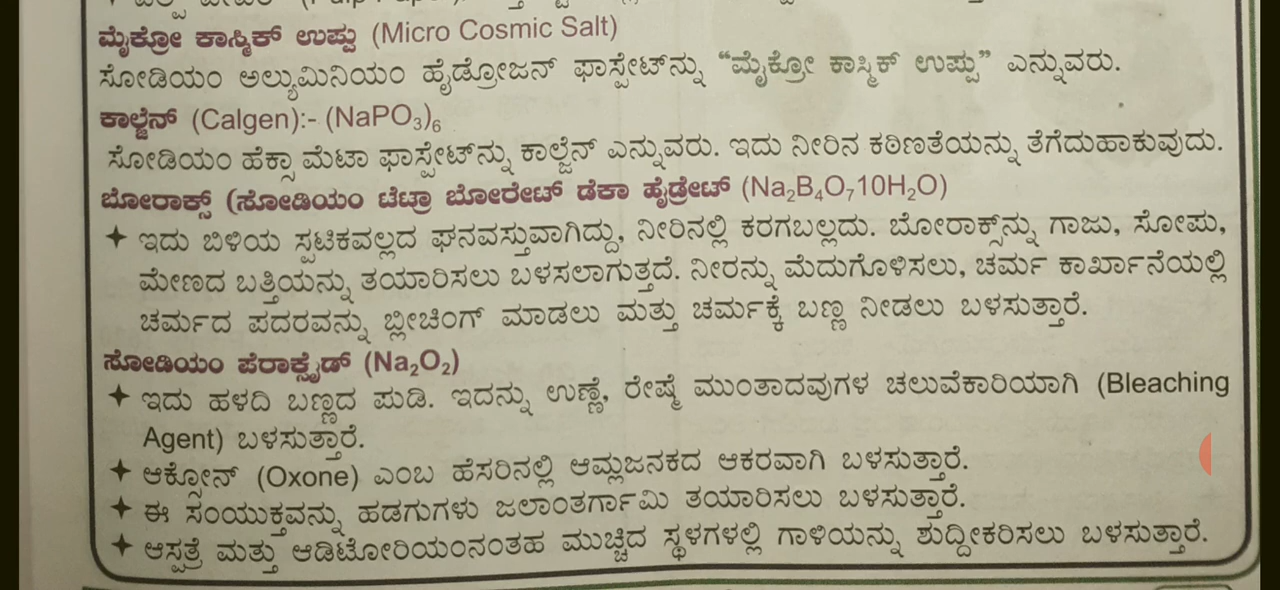 ಮೈಕ್ರೋ ಕಾಸ್ಮಿಕ್ ಉಪ್ಪು (Micro Cosmic Salt)
ಸೋಡಿಯಂ ಅಲ್ಯುಮಿನಿಯಂ ಹೈಡ್ರೋಜನ್ ಫಾಸ್ಪೇಟ್‌ನ್ನು “ಮೈಕ್ರೋ ಕಾಸ್ಮಿಕ್ ಉಪ್ಪು” ಎನ್ನುವರು.
ಕಾಲ್ಜೆನ್ (Calgen):- (NaPO₃)₆
ಸೋಡಿಯಂ ಹೆಕ್ಸಾ ಮೆಟಾ ಫಾಸ್ಪೇಟ್‌ನ್ನು ಕಾಲ್ಜೆನ್ ಎನ್ನುವರು. ಇದು ನೀರಿನ ಕಠಿಣತೆಯನ್ನು ತೆಗೆದುಹಾಕುವುದು.
ಬೋರಾಕ್ಸ್ (ಸೋಡಿಯಂ ಟೆಟ್ರಾ ಬೋರೇಟ್ ಡೆಕಾ ಹೈಡ್ರೇಟ್ (Na₂B₄O₇10H₂O)
✦ ಇದು ಬಿಳಿಯ ಸ್ಪಟಿಕವಲ್ಲದ ಘನವಸ್ತುವಾಗಿದ್ದು, ನೀರಿನಲ್ಲಿ ಕರಗಬಲ್ಲದು. ಬೋರಾಕ್ಸ್‌ನ್ನು ಗಾಜು, ಸೋಪು,
ಮೇಣದ ಬತ್ತಿಯನ್ನು ತಯಾರಿಸಲು ಬಳಸಲಾಗುತ್ತದೆ. ನೀರನ್ನು ಮೆದುಗೊಳಿಸಲು, ಚರ್ಮ ಕಾರ್ಖಾನೆಯಲ್ಲಿ
ಚರ್ಮದ ಪದರವನ್ನು ಬ್ಲೀಚಿಂಗ್ ಮಾಡಲು ಮತ್ತು ಚರ್ಮಕ್ಕೆ ಬಣ್ಣ ನೀಡಲು ಬಳಸುತ್ತಾರೆ.
ಸೋಡಿಯಂ ಪೆರಾಕ್ಸೈಡ್ (Na₂O₂)
✦ ಇದು ಹಳದಿ ಬಣ್ಣದ ಪುಡಿ. ಇದನ್ನು ಉಣ್ಣೆ, ರೇಷ್ಮೆ ಮುಂತಾದವುಗಳ ಚಲುವೆಕಾರಿಯಾಗಿ (Bleaching
Agent) ಬಳಸುತ್ತಾರೆ.
✦ ಆಕ್ಸೋನ್ (Oxone) ಎಂಬ ಹೆಸರಿನಲ್ಲಿ ಆಮ್ಲಜನಕದ ಆಕರವಾಗಿ ಬಳಸುತ್ತಾರೆ.
✦ ಈ ಸಂಯುಕ್ತವನ್ನು ಹಡಗುಗಳು ಜಲಾಂತರ್ಗಾಮಿ ತಯಾರಿಸಲು ಬಳಸುತ್ತಾರೆ.
✦ ಆಸ್ಪತ್ರೆ ಮತ್ತು ಆಡಿಟೋರಿಯಂನಂತಹ ಮುಚ್ಚಿದ ಸ್ಥಳಗಳಲ್ಲಿ ಗಾಳಿಯನ್ನು ಶುದ್ದೀಕರಿಸಲು ಬಳಸುತ್ತಾರೆ.